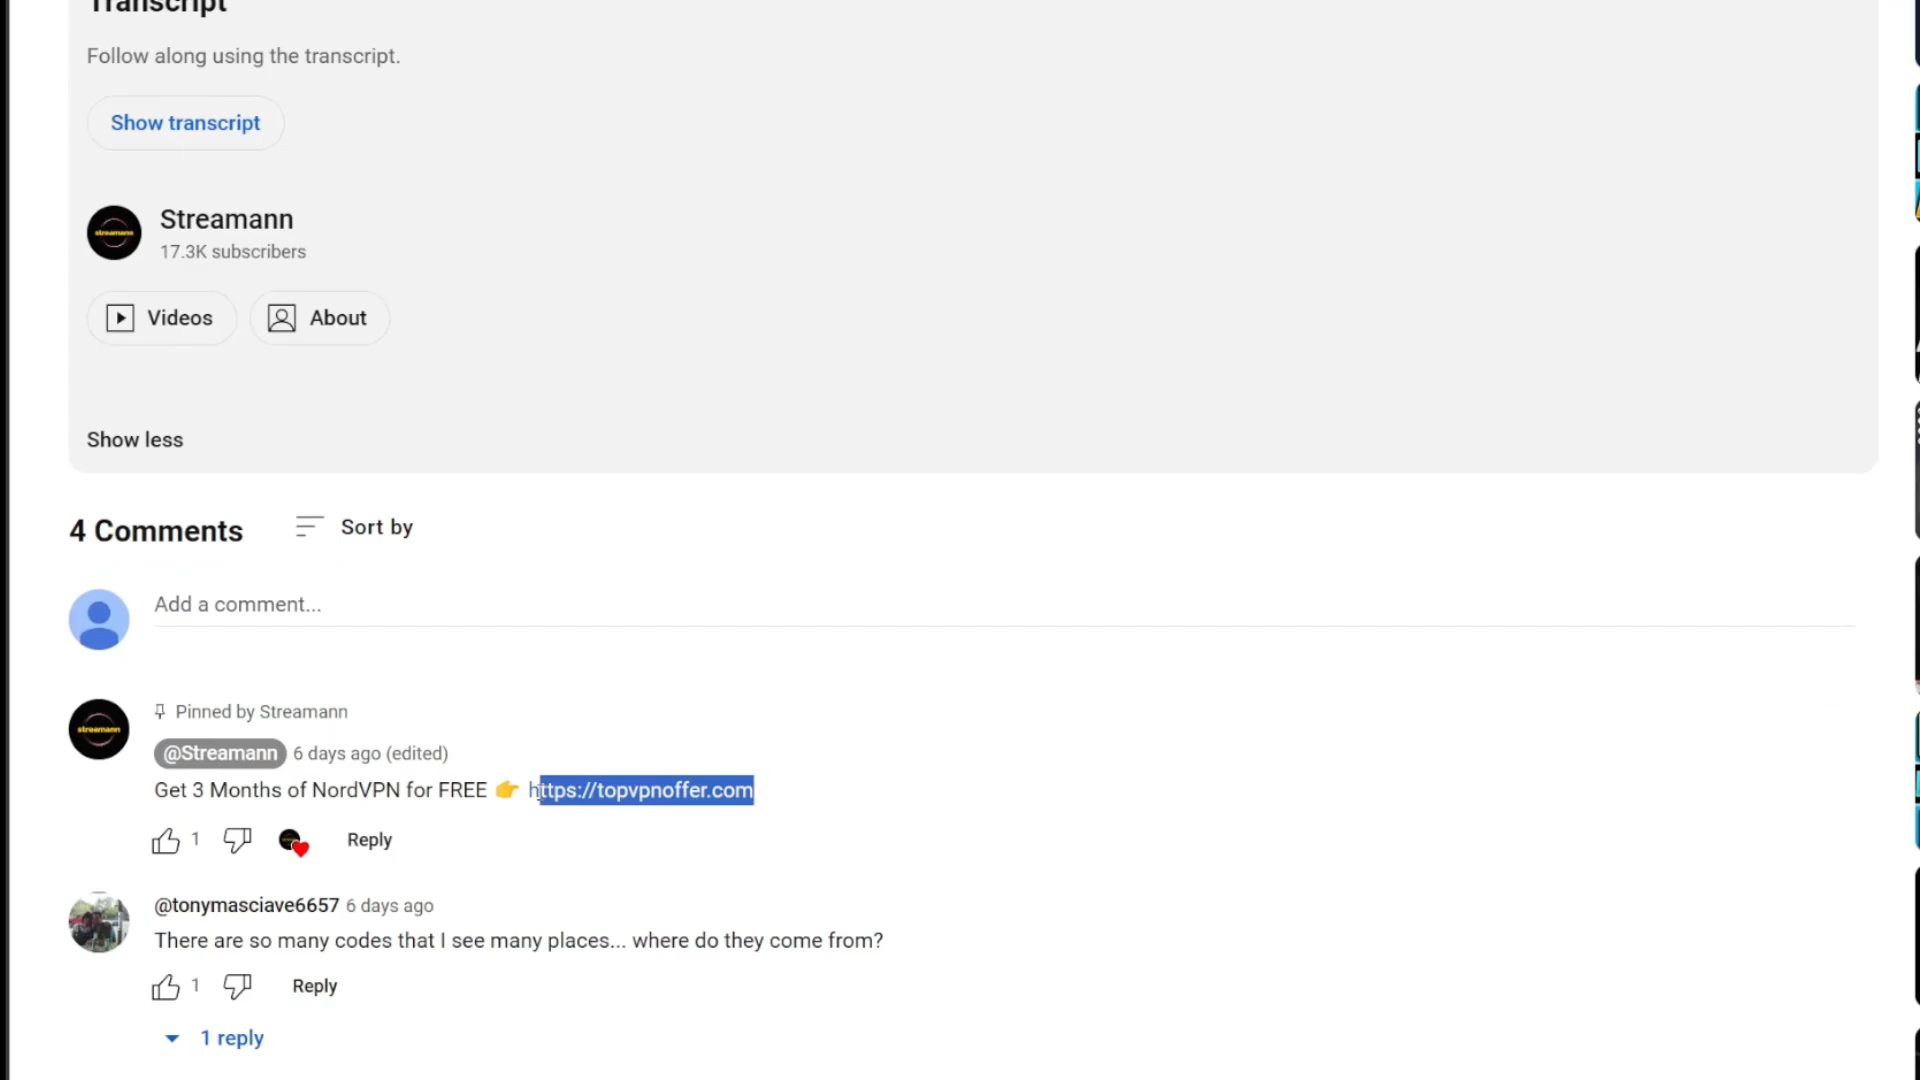 Transcript
Follow along using the transcript.
Show transcript
streamann
Streamann
17.3K subscribers
Videos
About
Show less
4 Comments
Sort by
Add a comment...
streamann
Pinned by Streamann
@Streamann 6 days ago (edited)
Get 3 Months of NordVPN for FREE 👉 https://topvpnoffer.com
1
Reply
@tonymasciave6657 6 days ago
There are so many codes that I see many places... where do they come from?
1
Reply
1 reply